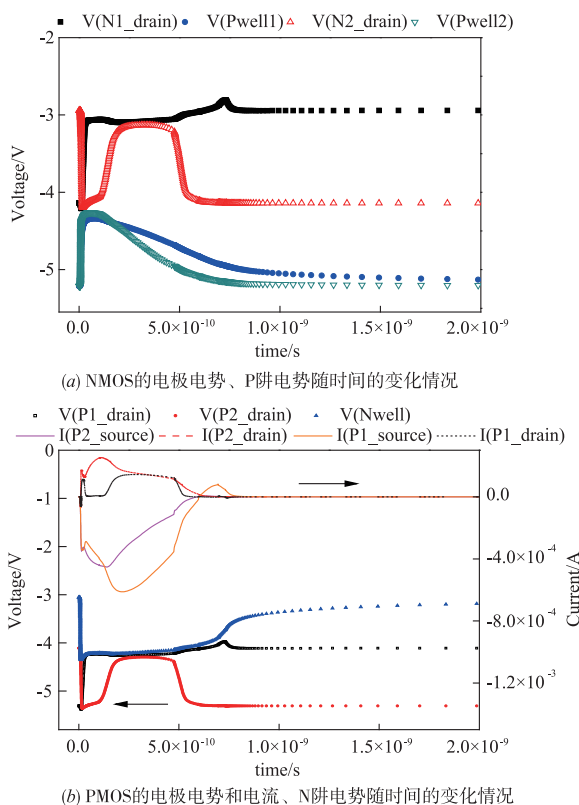 V(N1_drain) V(Pwell1) V(N2_drain) V(Pwell2)
-2
-3
-4
-5
Voltage/V
0.0 5.0×10⁻¹⁰ 1.0×10⁻⁹ 1.5×10⁻⁹ 2.0×10⁻⁹
time/s
(a) NMOS的电极电势、P阱电势随时间的变化情况
V(P1_drain) V(P2_drain) V(Nwell)
I(P2_source) I(P2_drain) I(P1_source) I(P1_drain)
0
-1
-2
-3
-4
-5
Voltage/V
0.0
-4.0×10⁻⁴
-8.0×10⁻⁴
-1.2×10⁻³
Current/A
0.0 5.0×10⁻¹⁰ 1.0×10⁻⁹ 1.5×10⁻⁹ 2.0×10⁻⁹
time/s
(b) PMOS的电极电势和电流、N阱电势随时间的变化情况